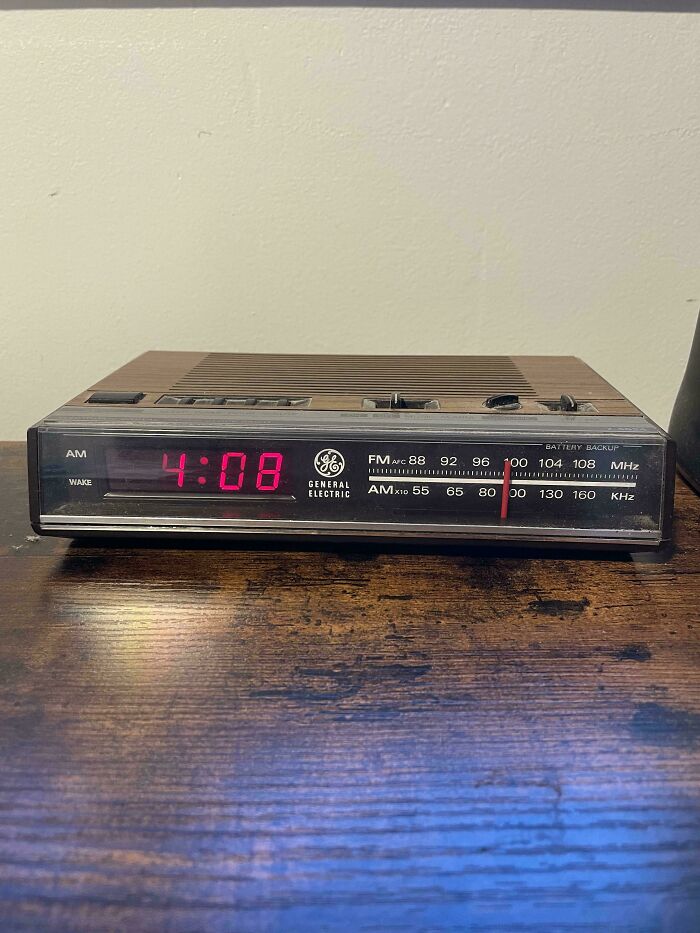 BATTERY BACKUP
AM
WAKE
4:08
GE
GENERAL
ELECTRIC
FM AFC 88 92 96 100 104 108 MHz
AM x10 55 65 80 00 130 160 KHz